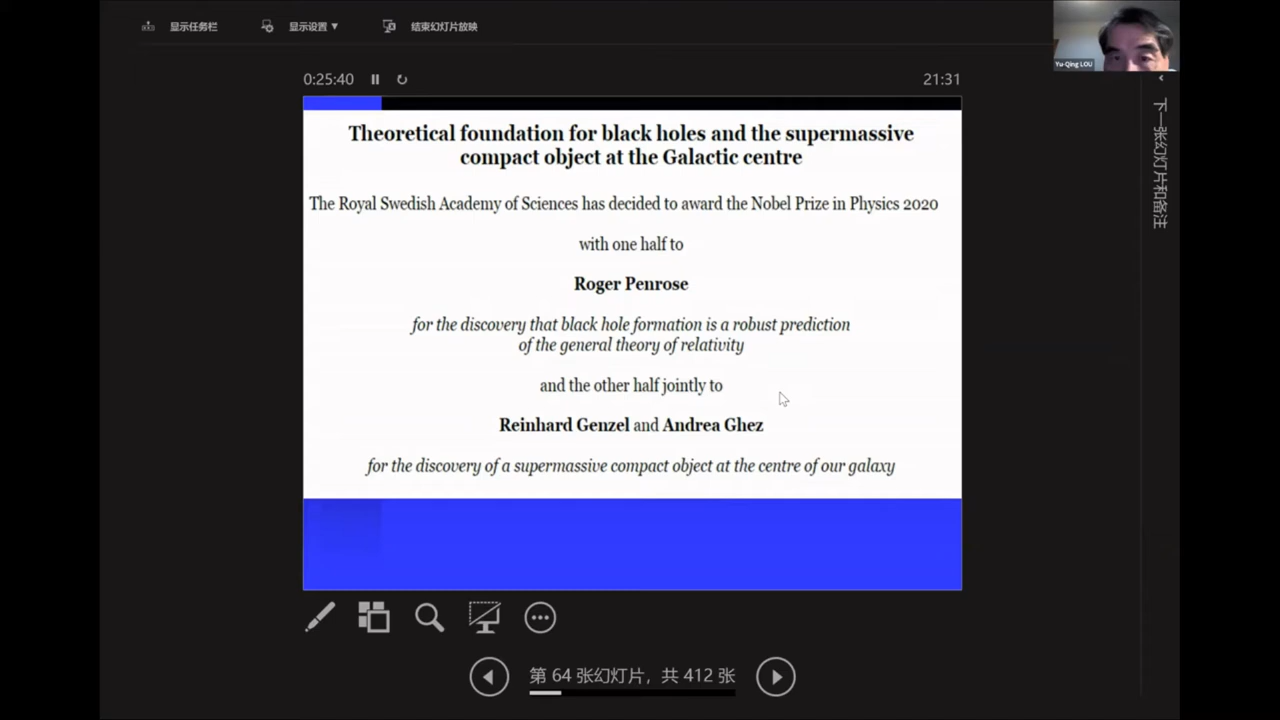 显示任务栏
显示设置 ▼
结束幻灯片放映
Yu-Qing LOU
0:25:40
21:31
下一张幻灯片和备注
Theoretical foundation for black holes and the supermassive
compact object at the Galactic centre
The Royal Swedish Academy of Sciences has decided to award the Nobel Prize in Physics 2020
with one half to
Roger Penrose
for the discovery that black hole formation is a robust prediction
of the general theory of relativity
and the other half jointly to
Reinhard Genzel and Andrea Ghez
for the discovery of a supermassive compact object at the centre of our galaxy
第 64 张幻灯片，共 412 张